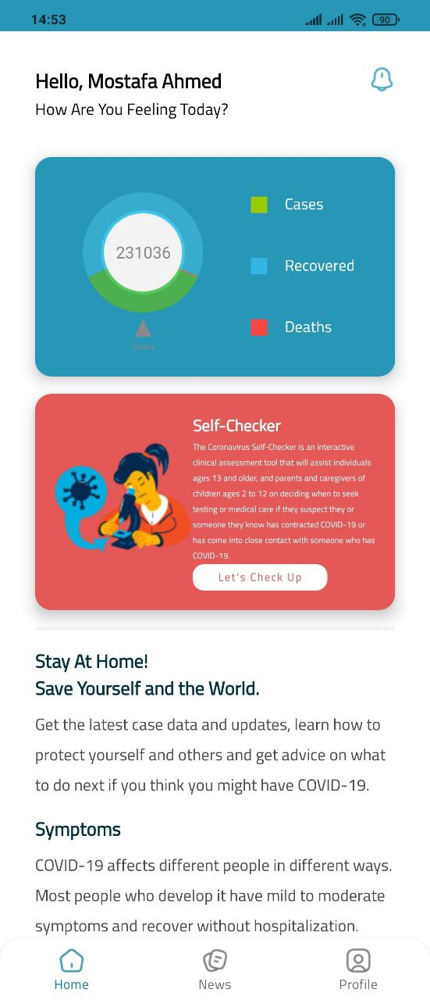 14:53
90
Hello, Mostafa Ahmed
How Are You Feeling Today?
231036
Cases
Cases
Recovered
Deaths
Self-Checker
The Coronavirus Self-Checker is an interactive
clinical assessment tool that will assist individuals
ages 13 and older, and parents and caregivers of
children ages 2 to 12 on deciding when to seek
testing or medical care if they suspect they or
someone they know has contracted COVID-19 or
has come into close contact with someone who has
COVID-19.
Let's Check Up
Stay At Home!
Save Yourself and the World.
Get the latest case data and updates, learn how to
protect yourself and others and get advice on what
to do next if you think you might have COVID-19.
Symptoms
COVID-19 affects different people in different ways.
Most people who develop it have mild to moderate
symptoms and recover without hospitalization.
Home
News
Profile